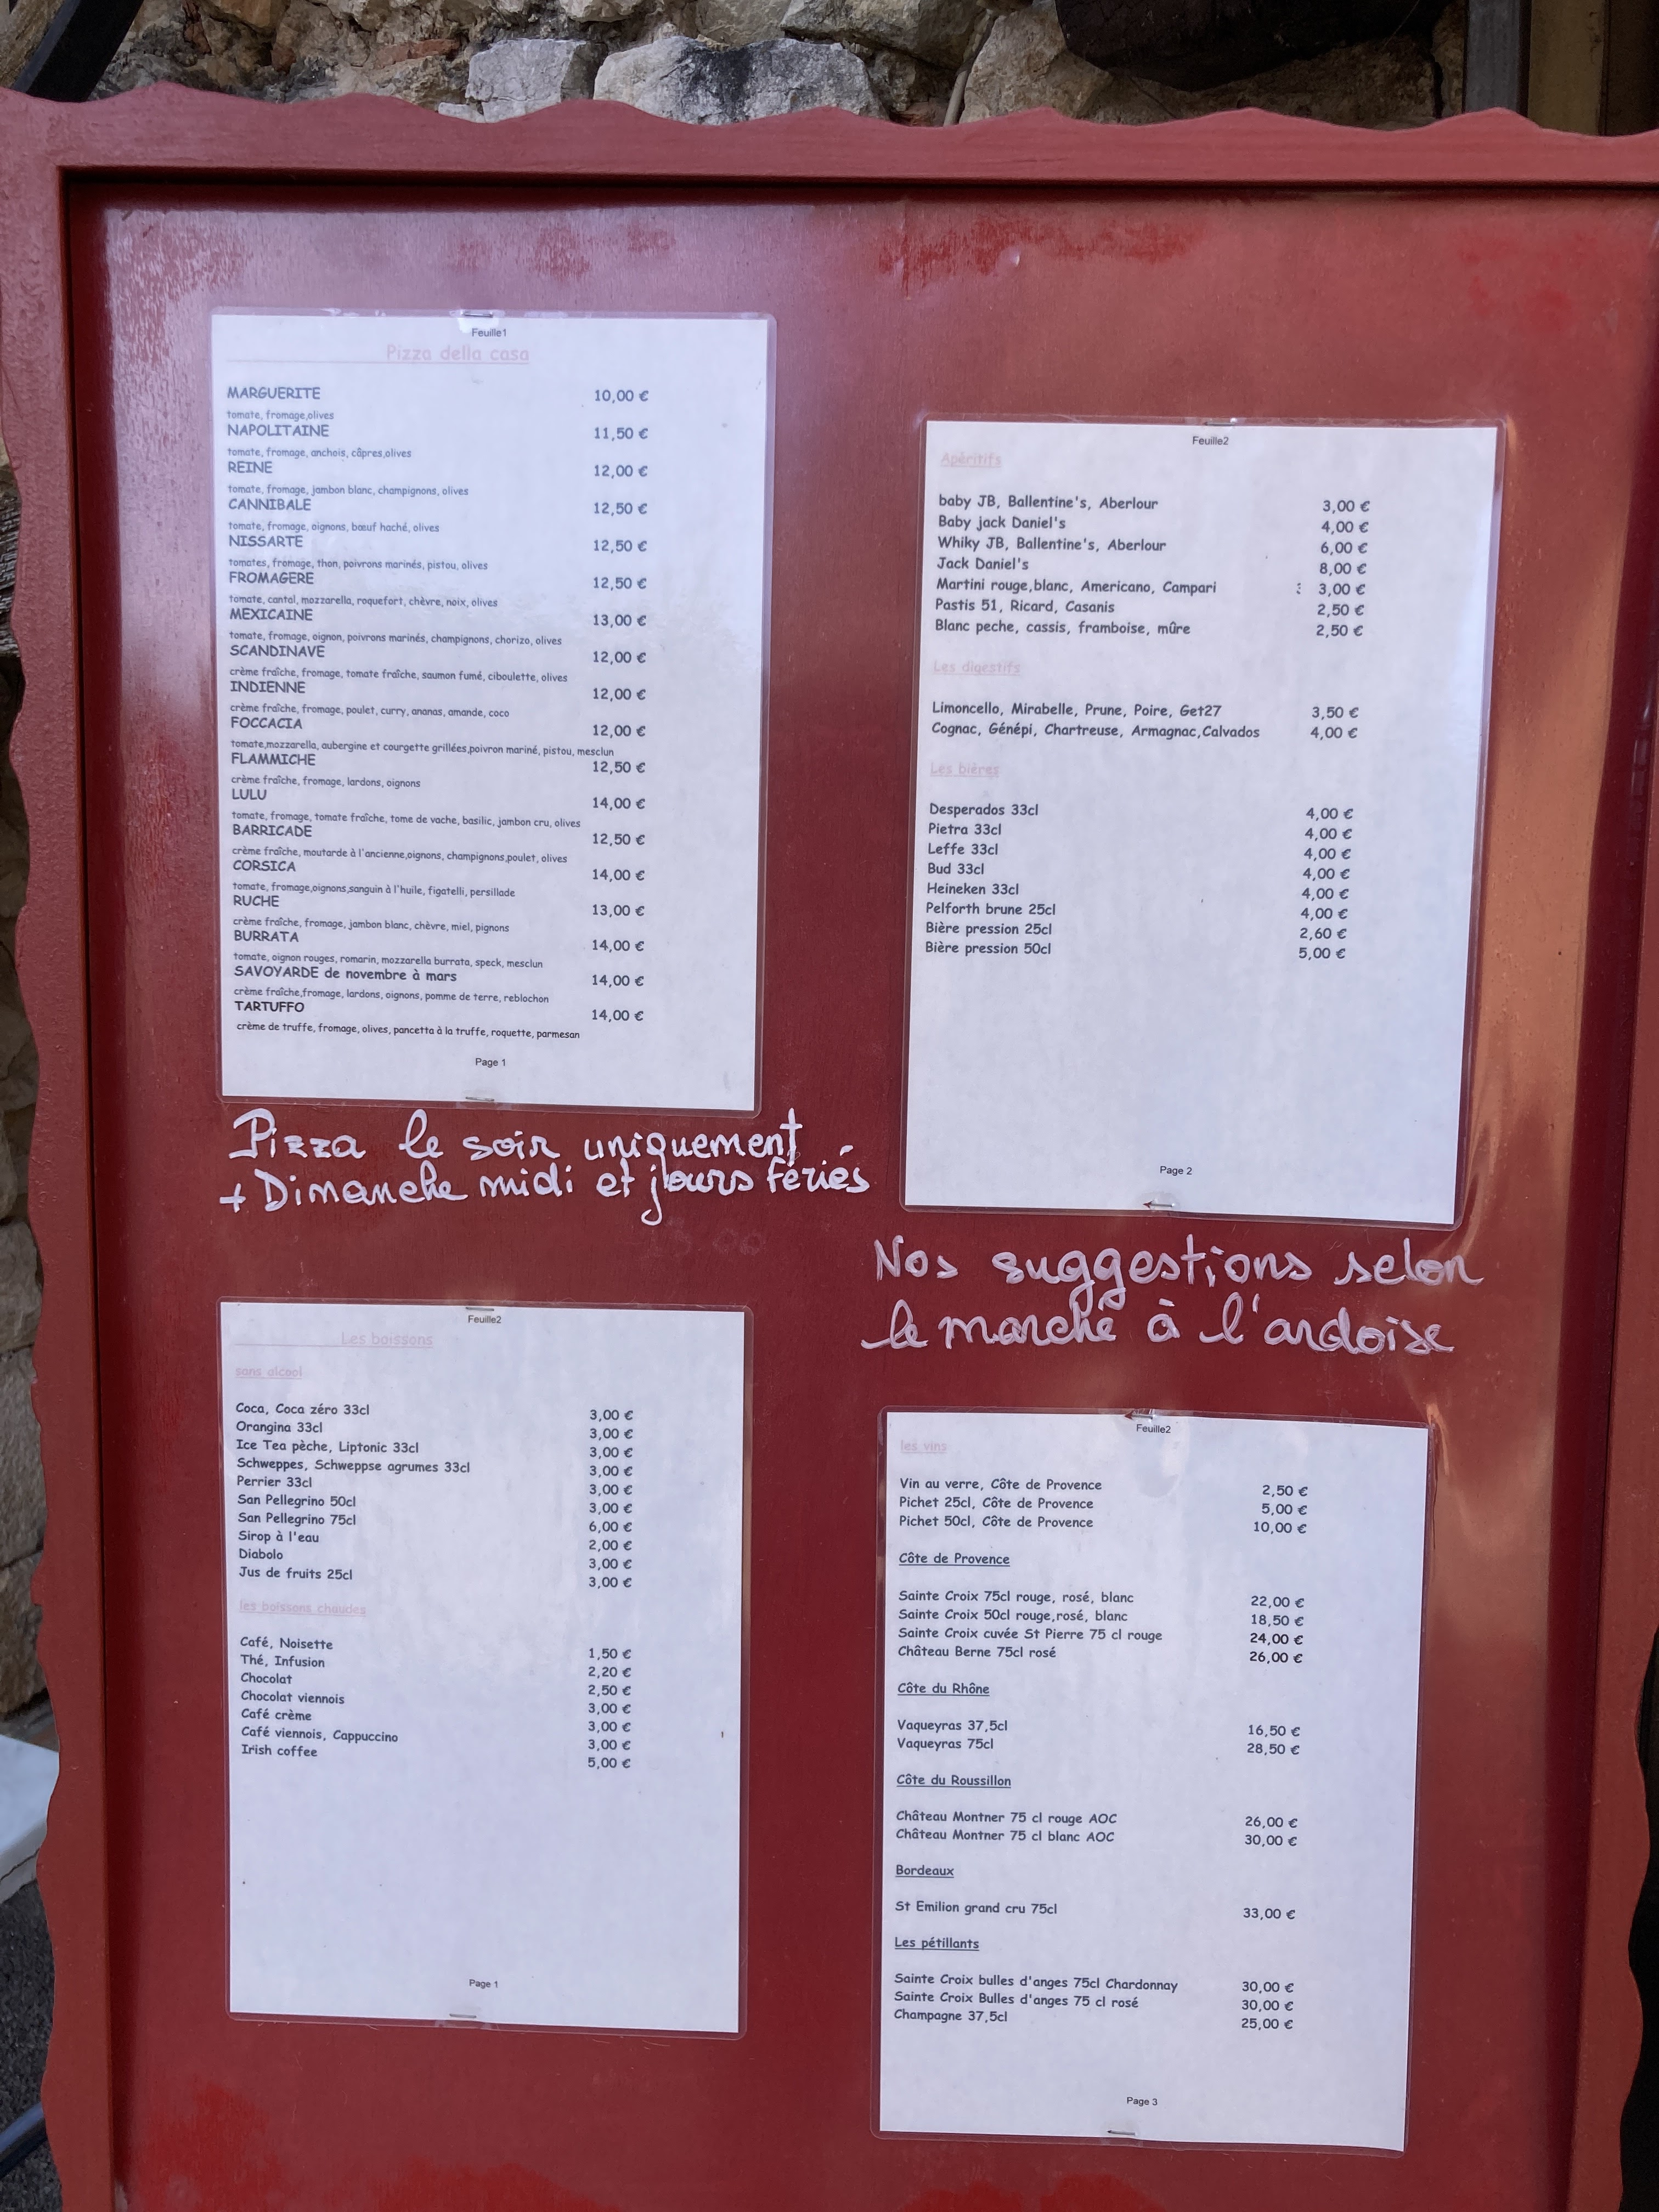 Feuille1
Pizza della casa
MARGUERITE 10,00 €
tomate, fromage,olives
NAPOLITAINE 11,50 €
tomate, fromage, anchois, câpres,olives
REINE 12,00 €
tomate, fromage, jambon blanc, champignons, olives
CANNIBALE 12,50 €
tomate, fromage, oignons, bœuf haché, olives
NISSARTE 12,50 €
tomates, fromage, thon, poivrons marinés, pistou, olives
FROMAGERE 12,50 €
tomate, cantal, mozzarella, roquefort, chèvre, noix, olives
MEXICAINE 13,00 €
tomate, fromage, oignon, poivrons marinés, champignons, chorizo, olives
SCANDINAVE 12,00 €
crème fraîche, fromage, tomate fraîche, saumon fumé, ciboulette, olives
INDIENNE 12,00 €
crème fraîche, fromage, poulet, curry, ananas, amande, coco
FOCCACIA 12,00 €
tomate,mozzarella, aubergine et courgette grillées,poivron mariné, pistou, mesclun
FLAMMICHE 12,50 €
crème fraîche, fromage, lardons, oignons
LULU 14,00 €
tomate, fromage, tomate fraîche, tome de vache, basilic, jambon cru, olives
BARRICADE 12,50 €
crème fraîche, moutarde à l'ancienne,oignons, champignons,poulet, olives
CORSICA 14,00 €
tomate, fromage,oignons,sanguin à l'huile, figatelli, persillade
RUCHE 13,00 €
crème fraîche, fromage, jambon blanc, chèvre, miel, pignons
BURRATA 14,00 €
tomate, oignon rouges, romarin, mozzarella burrata, speck, mesclun
SAVOYARDE de novembre à mars 14,00 €
crème fraîche,fromage, lardons, oignons, pomme de terre, reblochon
TARTUFFO 14,00 €
crème de truffe, fromage, olives, pancetta à la truffe, roquette, parmesan
Page 1
Pizza le soir uniquement
+ Dimanche midi et jours fériés
Feuille2
Apéritifs
baby JB, Ballentine's, Aberlour 3,00 €
Baby jack Daniel's 4,00 €
Whiky JB, Ballentine's, Aberlour 6,00 €
Jack Daniel's 8,00 €
Martini rouge,blanc, Americano, Campari 3,00 €
Pastis 51, Ricard, Casanis 2,50 €
Blanc peche, cassis, framboise, mûre 2,50 €
Les digestifs
Limoncello, Mirabelle, Prune, Poire, Get27 3,50 €
Cognac, Génépi, Chartreuse, Armagnac,Calvados 4,00 €
Les bières
Desperados 33cl 4,00 €
Pietra 33cl 4,00 €
Leffe 33cl 4,00 €
Bud 33cl 4,00 €
Heineken 33cl 4,00 €
Pelforth brune 25cl 4,00 €
Bière pression 25cl 2,60 €
Bière pression 50cl 5,00 €
Page 2
Nos suggestions selon
le marché à l'ardoise
Feuille2
Les boissons
sans alcool
Coca, Coca zéro 33cl 3,00 €
Orangina 33cl 3,00 €
Ice Tea pèche, Liptonic 33cl 3,00 €
Schweppes, Schweppse agrumes 33cl 3,00 €
Perrier 33cl 3,00 €
San Pellegrino 50cl 3,00 €
San Pellegrino 75cl 6,00 €
Sirop à l'eau 2,00 €
Diabolo 3,00 €
Jus de fruits 25cl 3,00 €
les boissons chaudes
Café, Noisette 1,50 €
Thé, Infusion 2,20 €
Chocolat 2,50 €
Chocolat viennois 3,00 €
Café crème 3,00 €
Café viennois, Cappuccino 3,00 €
Irish coffee 5,00 €
Page 1
Feuille2
les vins
Vin au verre, Côte de Provence 2,50 €
Pichet 25cl, Côte de Provence 5,00 €
Pichet 50cl, Côte de Provence 10,00 €
Côte de Provence
Sainte Croix 75cl rouge, rosé, blanc 22,00 €
Sainte Croix 50cl rouge,rosé, blanc 18,50 €
Sainte Croix cuvée St Pierre 75 cl rouge 24,00 €
Château Berne 75cl rosé 26,00 €
Côte du Rhône
Vaqueyras 37,5cl 16,50 €
Vaqueyras 75cl 28,50 €
Côte du Roussillon
Château Montner 75 cl rouge AOC 26,00 €
Château Montner 75 cl blanc AOC 30,00 €
Bordeaux
St Emilion grand cru 75cl 33,00 €
Les pétillants
Sainte Croix bulles d'anges 75cl Chardonnay 30,00 €
Sainte Croix Bulles d'anges 75 cl rosé 30,00 €
Champagne 37,5cl 25,00 €
Page 3